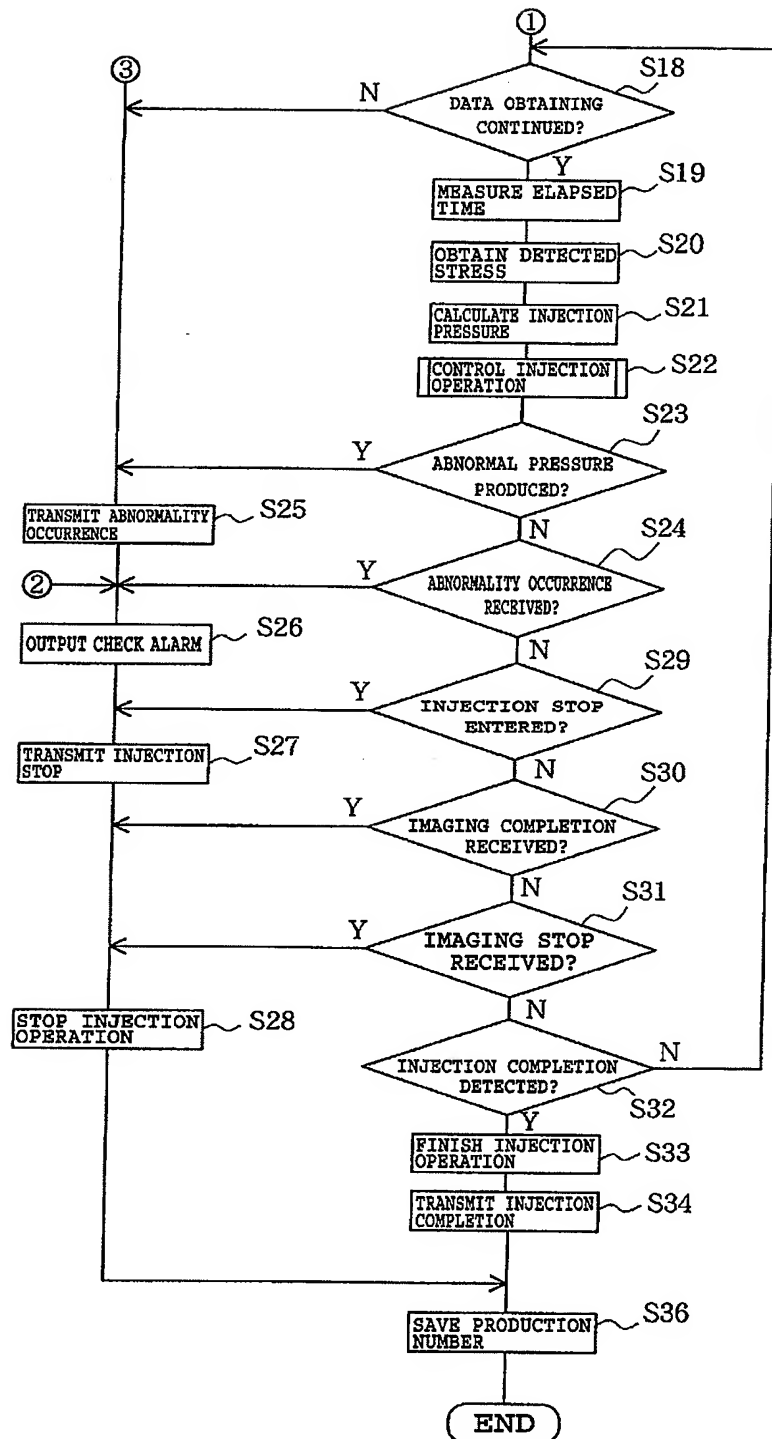 ①
③
S18
N
DATA OBTAINING
CONTINUED?
Y
S19
MEASURE ELAPSED
TIME
S20
OBTAIN DETECTED
STRESS
S21
CALCULATE INJECTION
PRESSURE
S22
CONTROL INJECTION
OPERATION
S23
Y
ABNORMAL PRESSURE
PRODUCED?
N
S25
TRANSMIT ABNORMALITY
OCCURRENCE
S24
Y
②
ABNORMALITY OCCURRENCE
RECEIVED?
N
S26
OUTPUT CHECK ALARM
S29
Y
INJECTION STOP
ENTERED?
N
S27
TRANSMIT INJECTION
STOP
S30
Y
IMAGING COMPLETION
RECEIVED?
N
S31
Y
IMAGING STOP
RECEIVED?
N
S28
STOP INJECTION
OPERATION
N
INJECTION COMPLETION
DETECTED?
S32
Y
FINISH INJECTION
OPERATION
S33
TRANSMIT INJECTION
COMPLETION
S34
SAVE PRODUCTION
NUMBER
S36
END